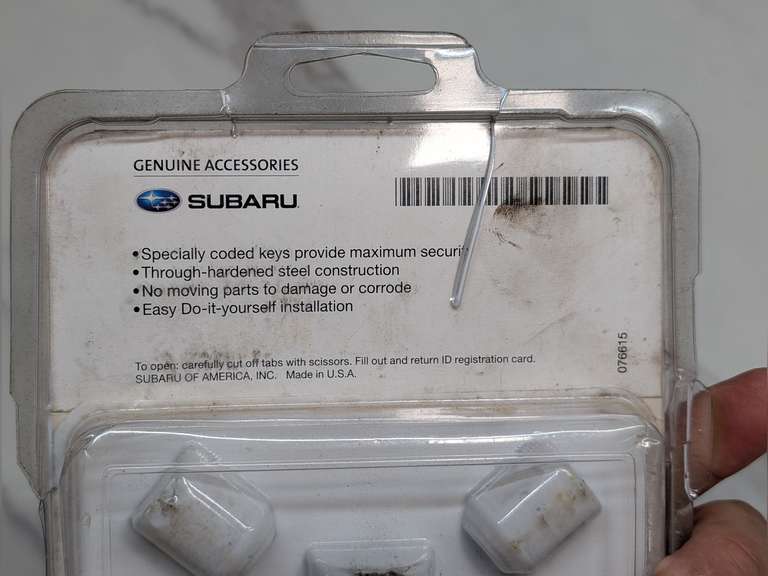 GENUINE ACCESSORIES
SUBARU
•Specially coded keys provide maximum securit
•Through-hardened steel construction
•No moving parts to damage or corrode
•Easy Do-it-yourself installation
076615
To open: carefully cut off tabs with scissors. Fill out and return ID registration card.
SUBARU OF AMERICA, INC. Made in U.S.A.